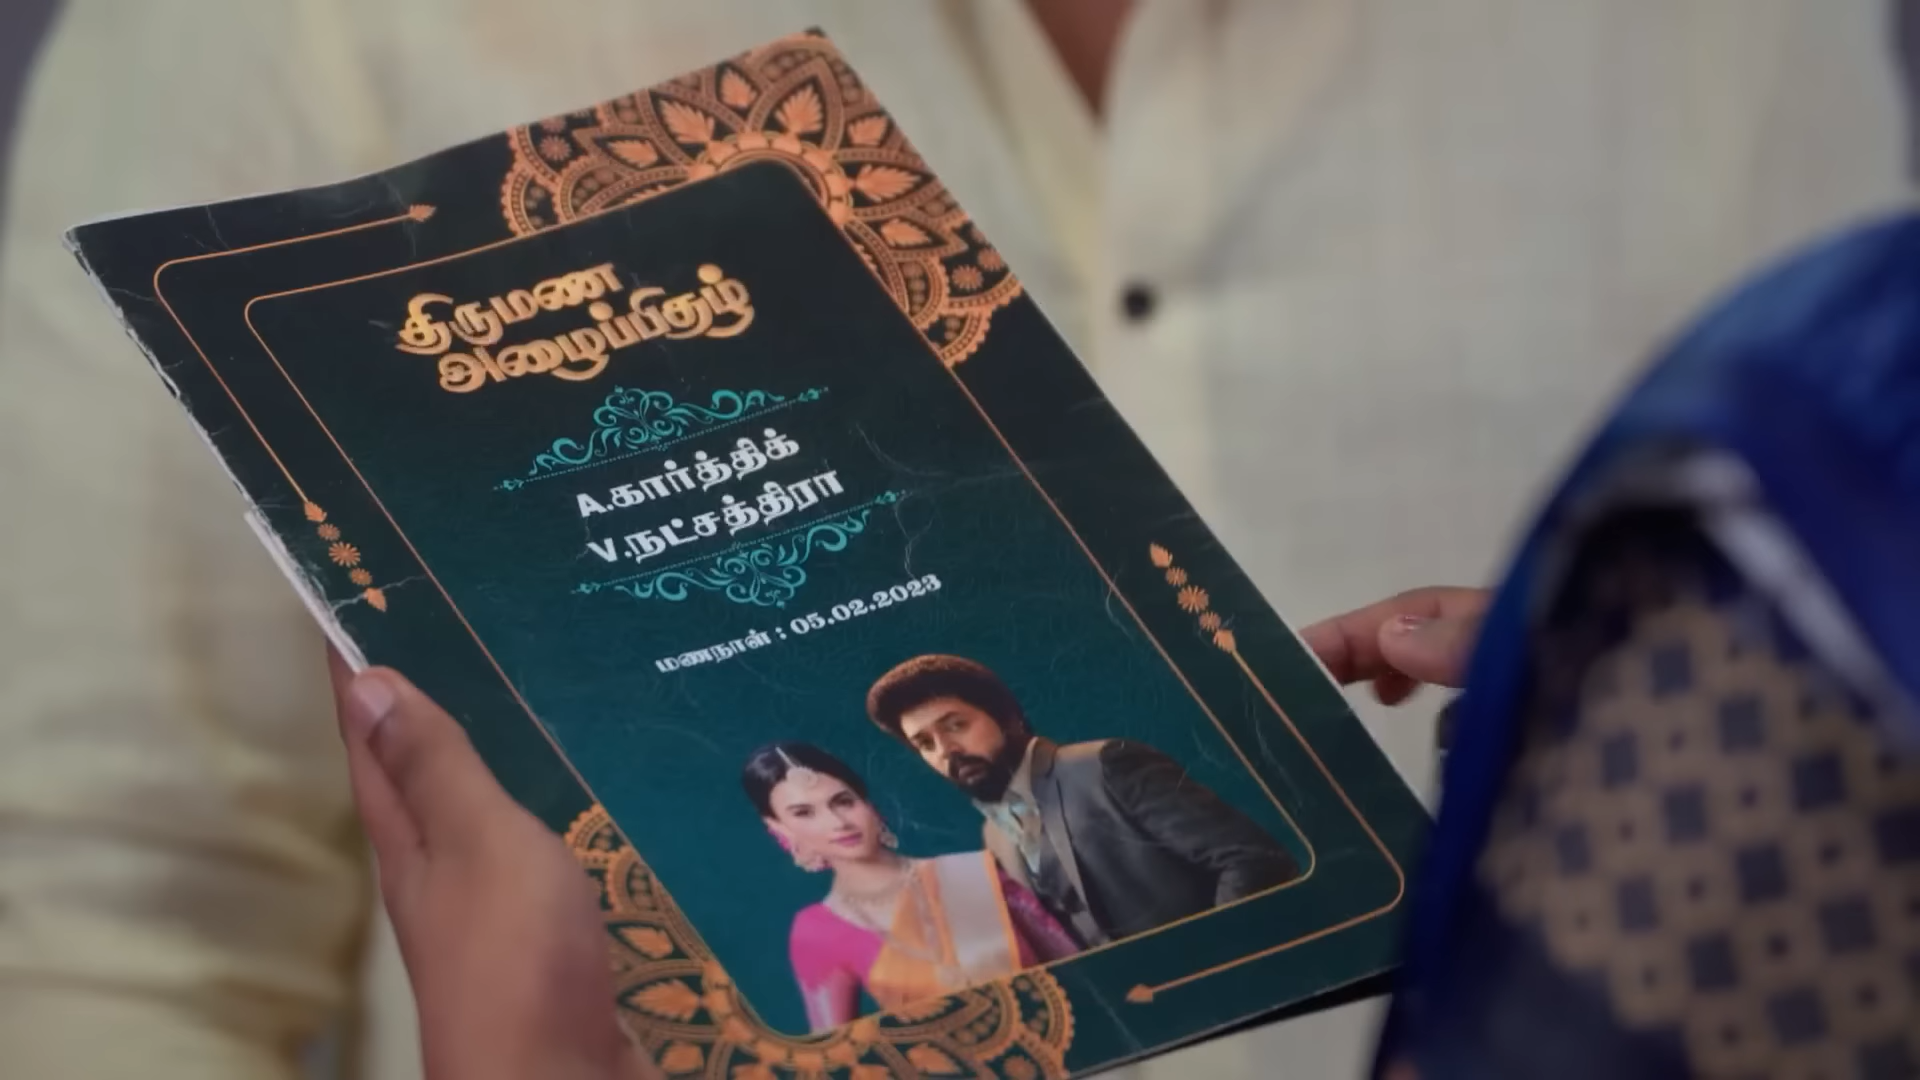 திருமண
அழைப்பிதழ்
A.கார்த்திக்
V.நட்சத்திரா
மணநாள் : 05.02.2023